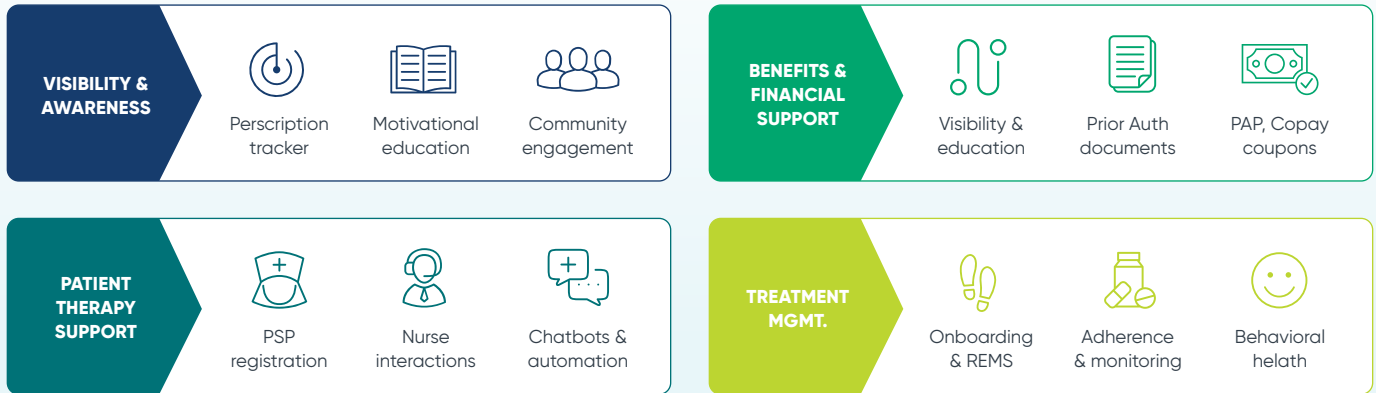 VISIBILITY &
AWARENESS
Perscription
tracker
Motivational
education
Community
engagement
BENEFITS &
FINANCIAL
SUPPORT
Visibility &
education
Prior Auth
documents
PAP, Copay
coupons
PATIENT
THERAPY
SUPPORT
PSP
registration
Nurse
interactions
Chatbots &
automation
TREATMENT
MGMT.
Onboarding
& REMS
Adherence
& monitoring
Behavioral
helath